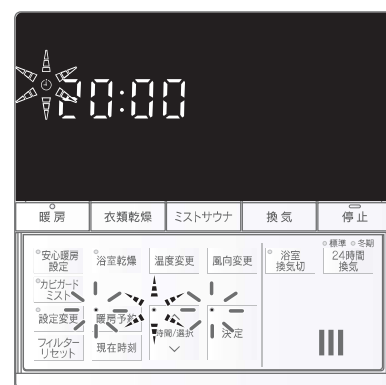 20:00
暖房
衣類乾燥
ミストサウナ
換気
停止
安心暖房
設定
浴室乾燥
温度変更
風向変更
浴室
換気切
標準
冬期
24時間
換気
カビガード
ミスト
設定変更
暖房予約
時間/選択
決定
フィルター
リセット
現在時刻